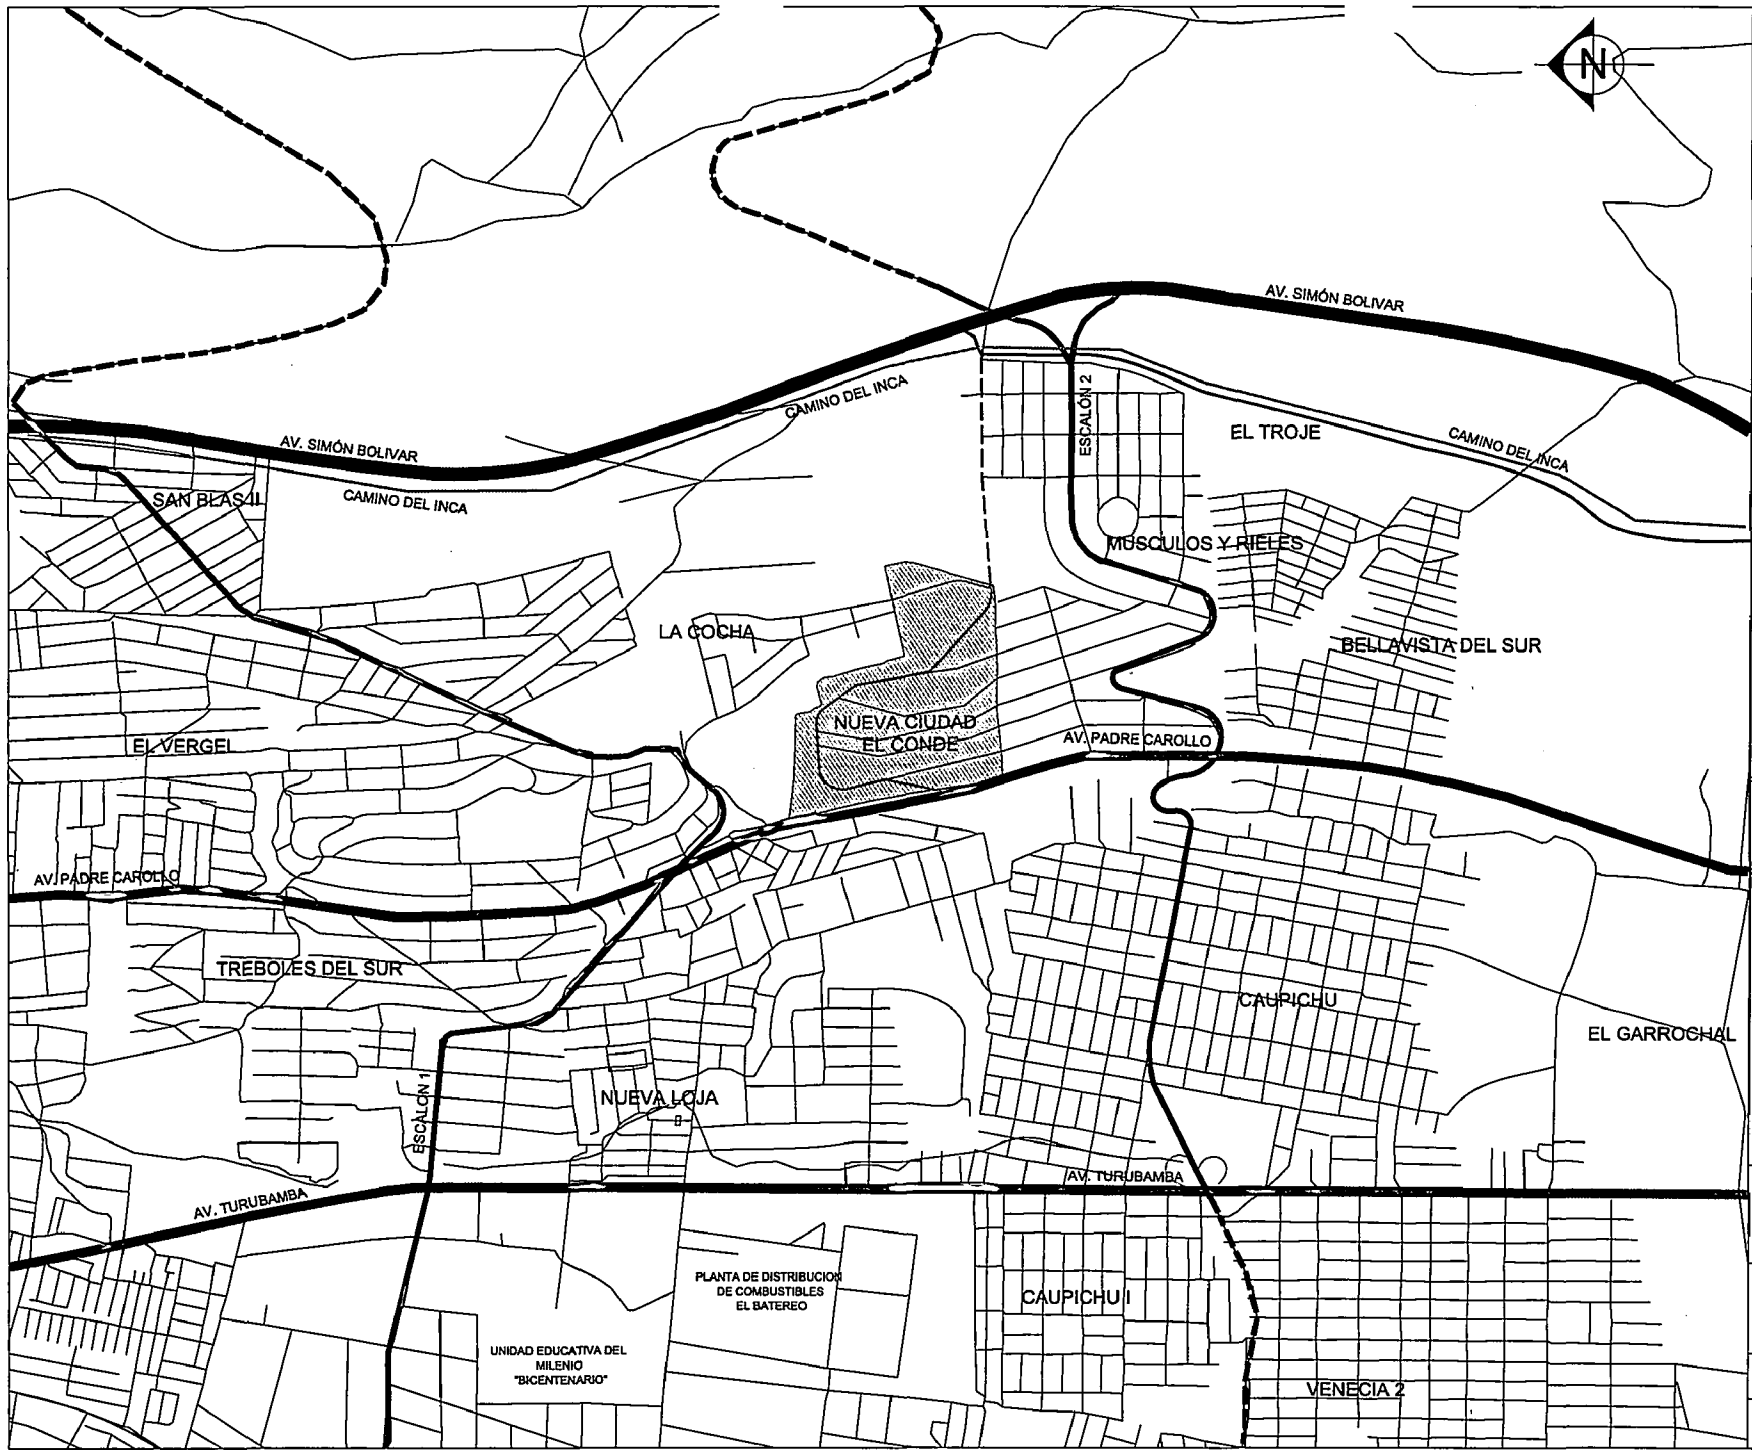 N
AV. SIMÓN BOLIVAR
CAMINO DEL INCA
ESCALÓN 2
EL TROJE
AV. SIMÓN BOLIVAR
CAMINO DEL INCA
SAN BLAS II
CAMINO DEL INCA
MUSCULOS Y RIELES
LA COCHA
BELLAVISTA DEL SUR
NUEVA CIUDAD
EL CONDE
AV. PADRE CAROLLO
EL VERGEL
AV. PADRE CAROLLO
TREBOLES DEL SUR
CAUPICHU
EL GARROCHAL
ESCALON 1
NUEVA LOJA
AV. TURUBAMBA
AV. TURUBAMBA
PLANTA DE DISTRIBUCION
DE COMBUSTIBLES
EL BATEREO
CAUPICHU I
UNIDAD EDUCATIVA DEL
MILENIO
"BICENTENARIO"
VENECIA 2